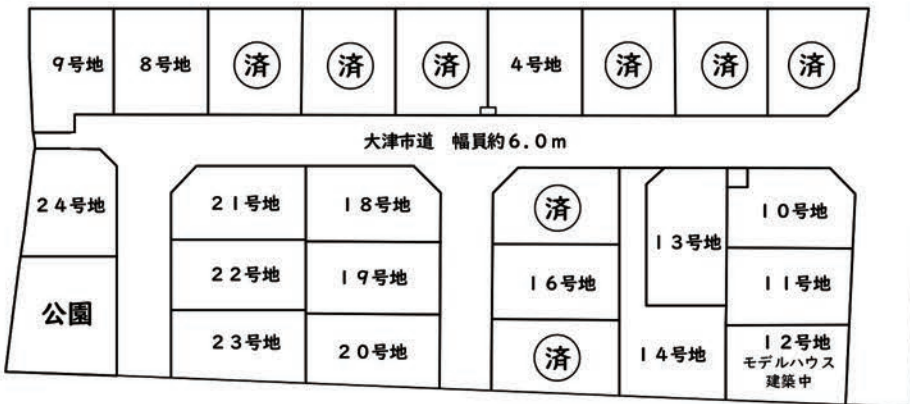 9号地
8号地
済
済
済
4号地
済
済
済
大津市道 幅員約6.0m
24号地
21号地
18号地
済
13号地
10号地
22号地
19号地
16号地
11号地
公園
23号地
20号地
済
14号地
12号地
モデルハウス
建築中